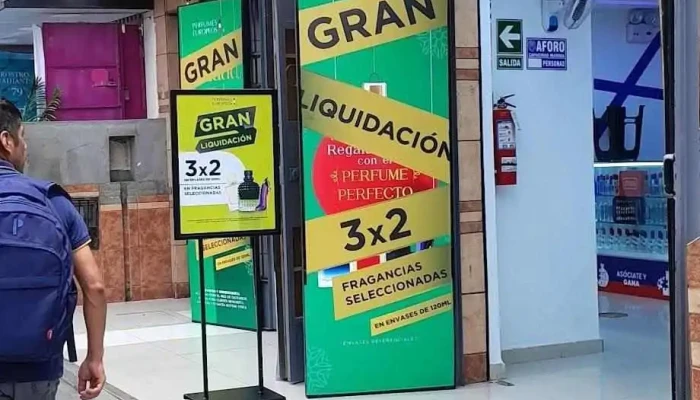 PERFUMES
EUROPEOS
GRAN
GRAN
LIQUIDACIÓN
3x2
EN FRAGANCIAS
SELECCIONADAS
GRAN
LIQUIDACIÓN
Regala
con el
PERFUME
PERFECTO
3x2
FRAGANCIAS
SELECCIONADAS
EN ENVASES DE 120ML
SALIDA
AFORO
PERSONAS
ASÓCIATE Y
GANA